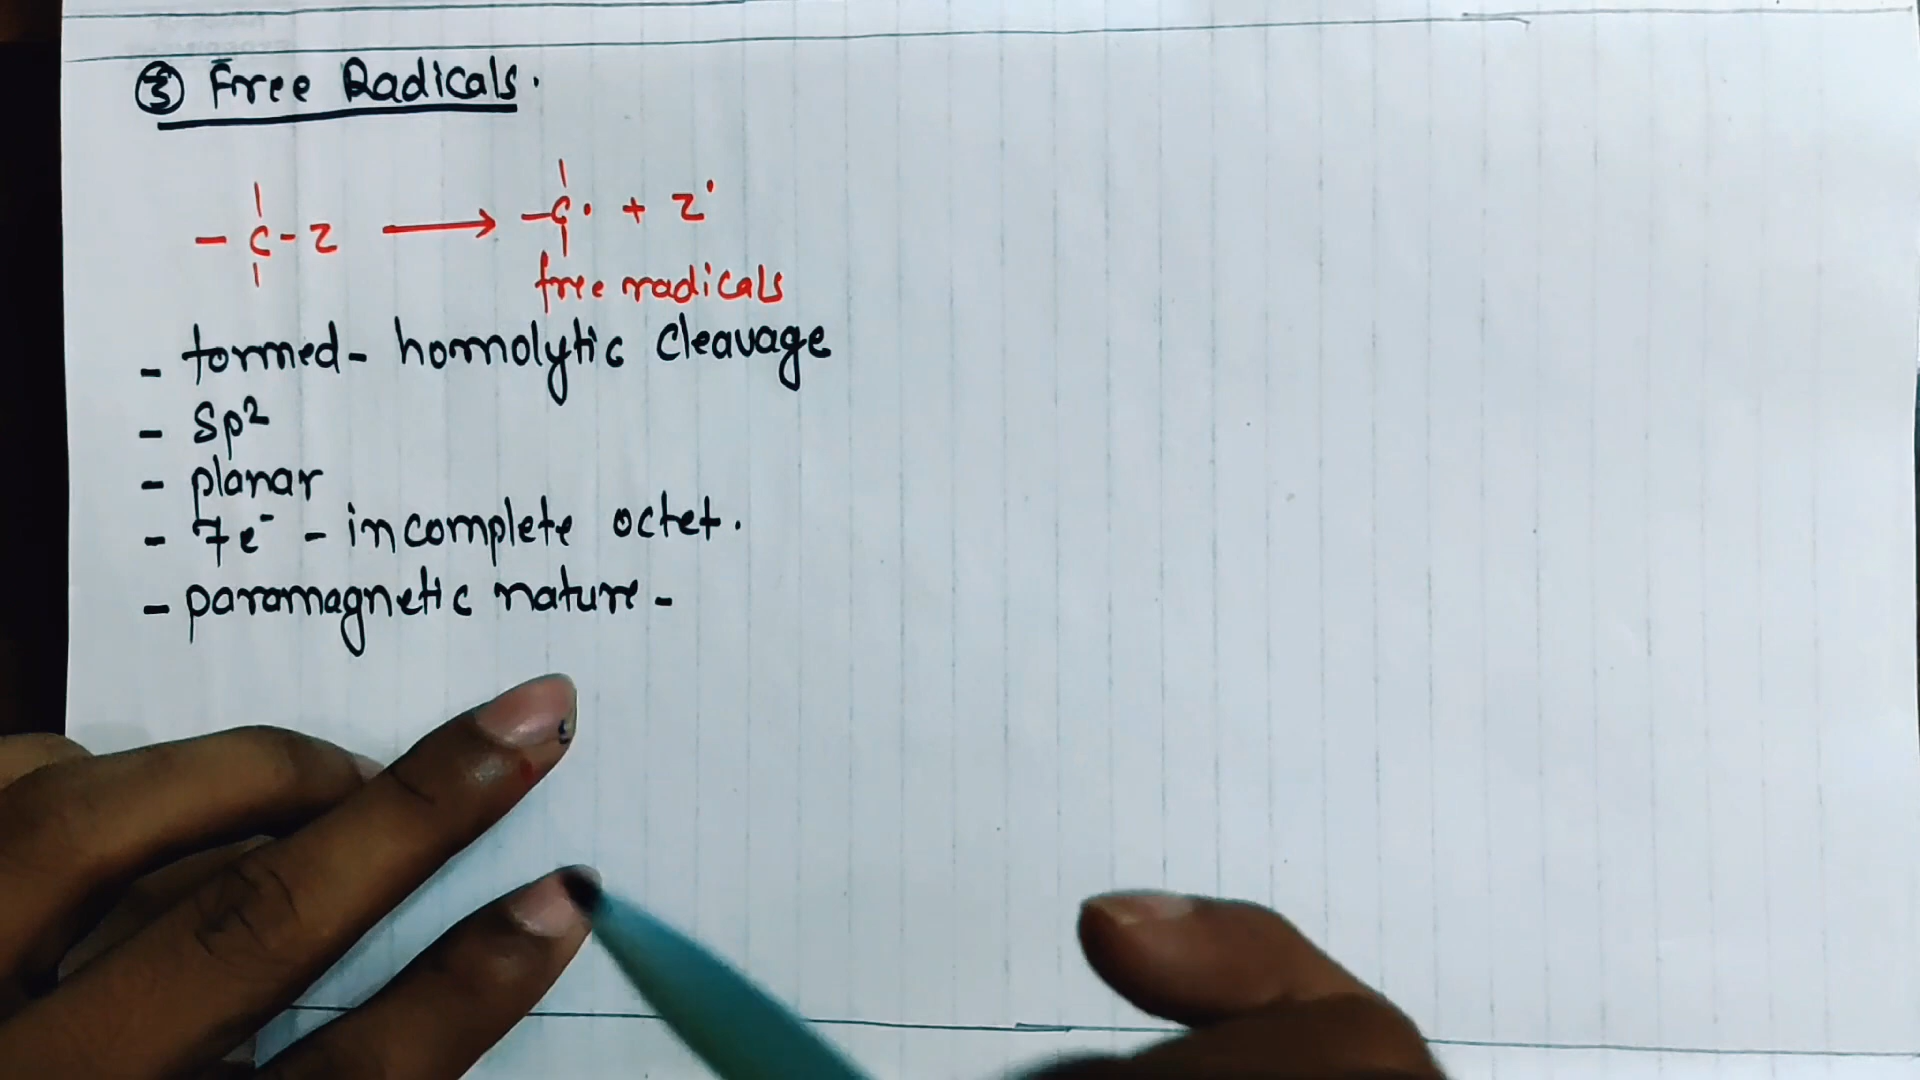 ③ Free Radicals.
|
- C - Z ⟶ - C· + Z·
|
free radicals
- formed - homolytic cleavage
- Sp²
- planar
- 7e⁻ - incomplete octet.
- paramagnetic nature -